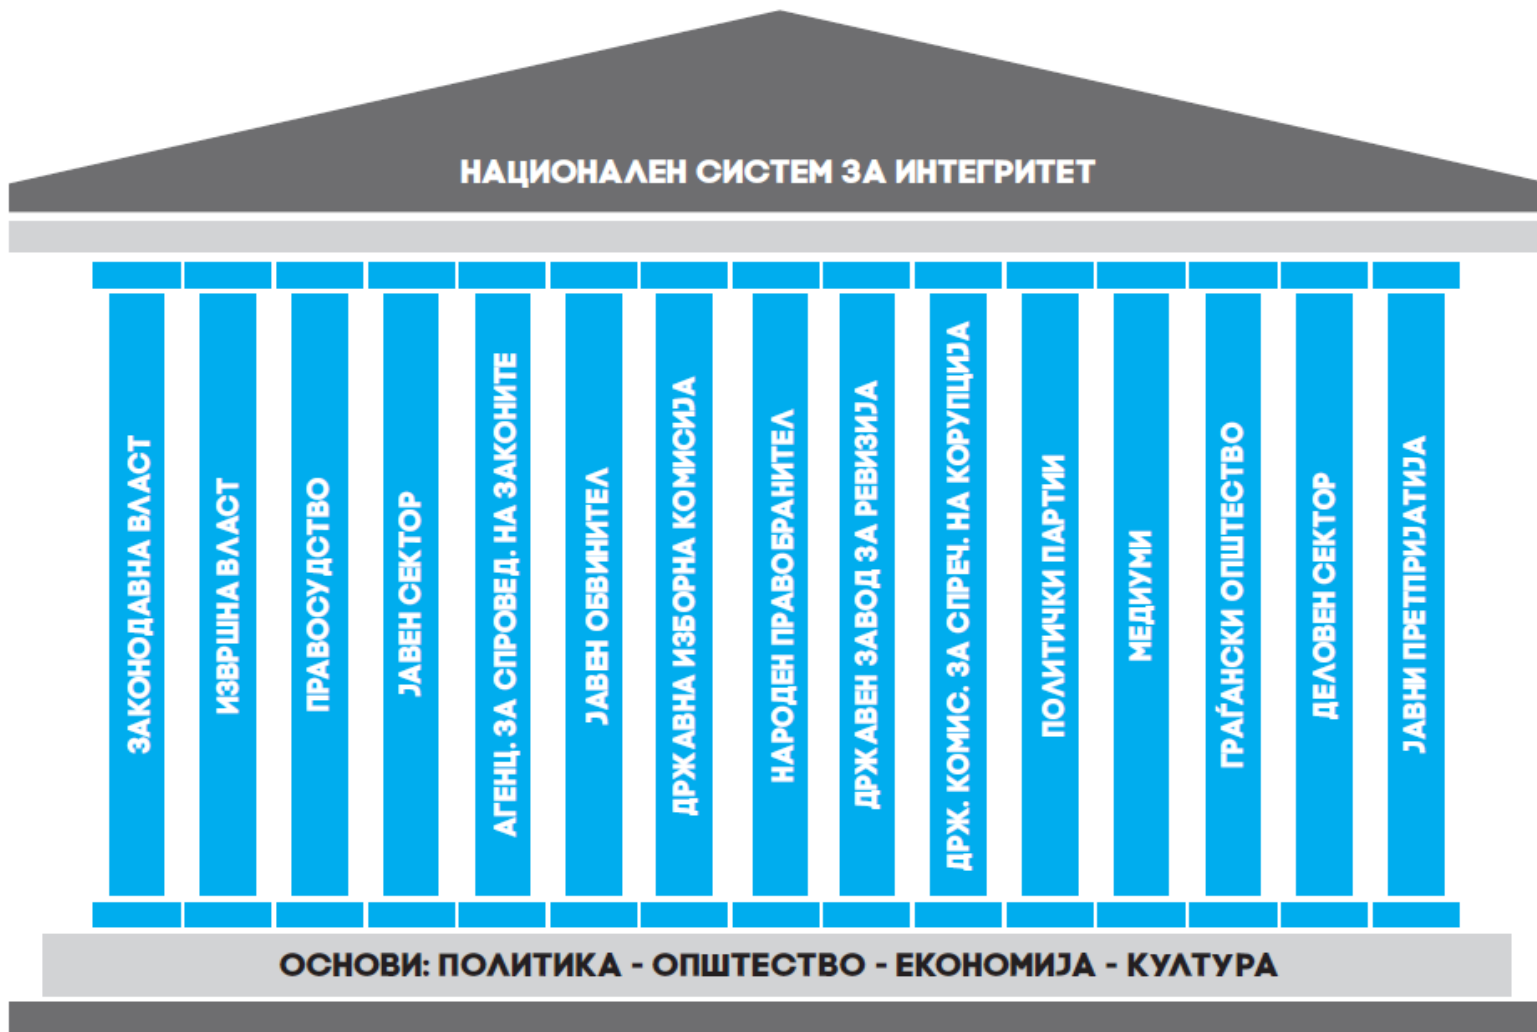 НАЦИОНАЛЕН СИСТЕМ ЗА ИНТЕГРИТЕТ
ЗАКОНОДАВНА ВЛАСТ
ИЗВРШНА ВЛАСТ
ПРАВОСУДСТВО
ЈАВЕН СЕКТОР
АГЕНЦ. ЗА СПРОВЕД. НА ЗАКОНИТЕ
ЈАВЕН ОБВИНИТЕЛ
ДРЖАВНА ИЗБОРНА КОМИСИЈА
НАРОДЕН ПРАВОБРАНИТЕЛ
ДРЖАВЕН ЗАВОД ЗА РЕВИЗИЈА
ДРЖ. КОМИС. ЗА СПРЕЧ. НА КОРУПЦИЈА
ПОЛИТИЧКИ ПАРТИИ
МЕДИУМИ
ГРАЃАНСКИ ОПШТЕСТВО
ДЕЛОВЕН СЕКТОР
ЈАВНИ ПРЕТПРИЈАТИЈА
ОСНОВИ: ПОЛИТИКА - ОПШТЕСТВО - ЕКОНОМИЈА - КУЛТУРА